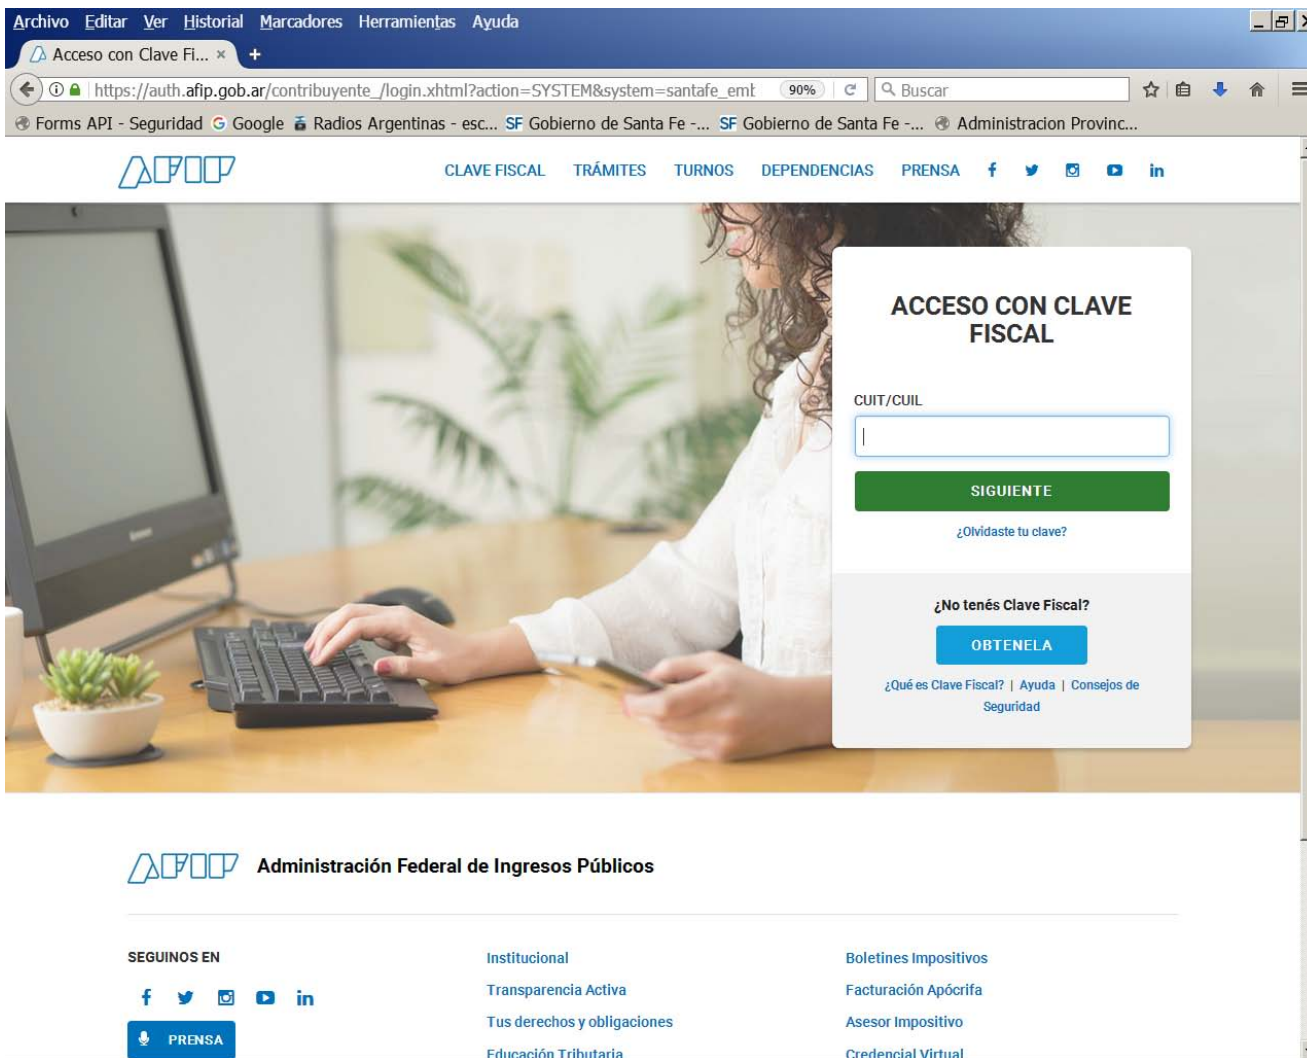 Archivo Editar Ver Historial Marcadores Herramientas Ayuda
Acceso con Clave Fi... × +
https://auth.afip.gob.ar/contribuyente_/login.xhtml?action=SYSTEM&system=santafe_emb 90% Buscar
Forms API - Seguridad G Google Radios Argentinas - esc... SF Gobierno de Santa Fe -... SF Gobierno de Santa Fe -... Administracion Provinc...
AFIP CLAVE FISCAL TRÁMITES TURNOS DEPENDENCIAS PRENSA f in
ACCESO CON CLAVE
FISCAL
CUIT/CUIL
SIGUIENTE
¿Olvidaste tu clave?
¿No tenés Clave Fiscal?
OBTENELA
¿Qué es Clave Fiscal? | Ayuda | Consejos de
Seguridad
AFIP Administración Federal de Ingresos Públicos
SEGUINOS EN
f in
PRENSA
Institucional
Transparencia Activa
Tus derechos y obligaciones
Educación Tributaria
Boletines Impositivos
Facturación Apócrifa
Asesor Impositivo
Credencial Virtual